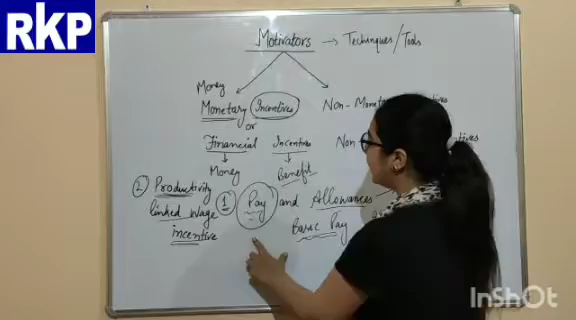 RKP
Motivators → Techniques/Tools
Money
Monetary Incentives
Non-Moneta
or
Financial Incentives
Non
Money
Benefit
② Productivity
linked wage
incentive
① Pay and Allowances
Basic Pay
InShOt